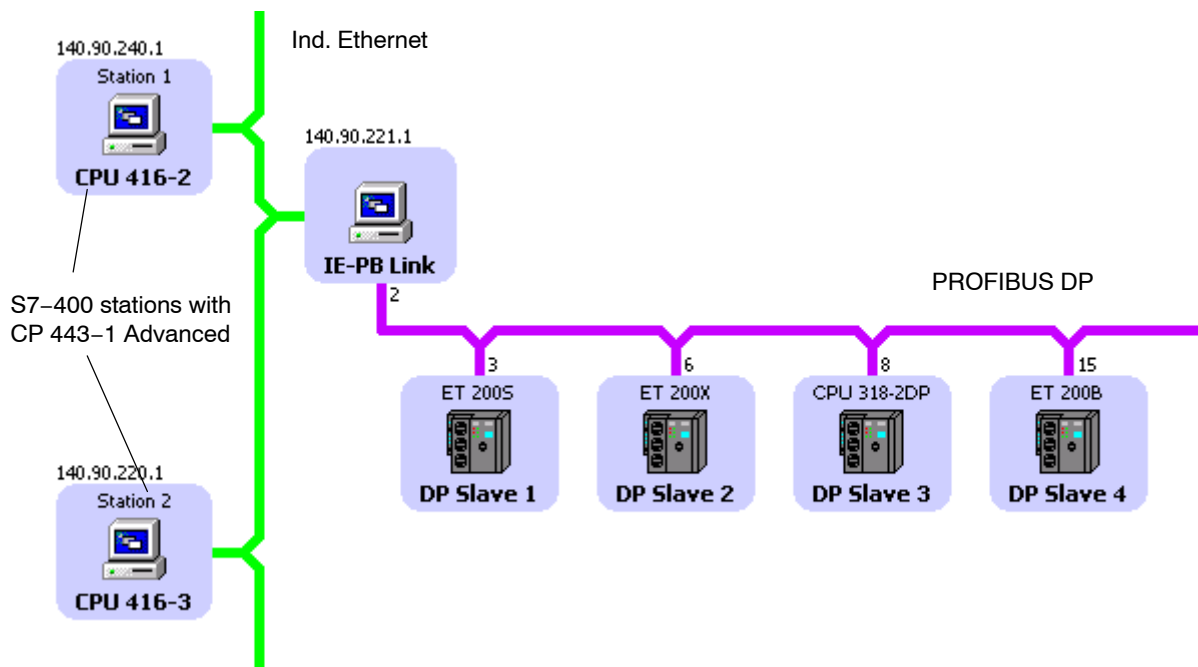 Ind. Ethernet
140.90.240.1
Station 1
CPU 416-2
140.90.221.1
IE-PB Link
2
PROFIBUS DP
S7–400 stations with
CP 443–1 Advanced
3
6
8
15
ET 200S
ET 200X
CPU 318-2DP
ET 200B
DP Slave 1
DP Slave 2
DP Slave 3
DP Slave 4
140.90.220.1
Station 2
CPU 416-3